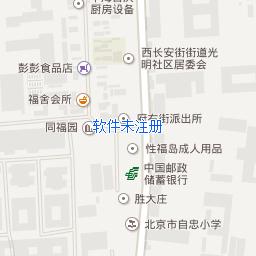 厨房设备
西长安街街道光
明社区居委会
彭彭食品店
福舍会所
府右街派出所
同福园
软件未注册
性福岛成人用品
中国邮政
储蓄银行
胜大庄
北京市自忠小学